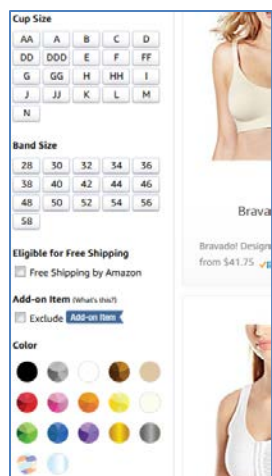 Cup Size
AA A B C D
DD DDD E F FF
G GG H HH I
J JJ K L M
N
Band Size
28 30 32 34 36
38 40 42 44 46
48 50 52 54 56
58
Eligible for Free Shipping
Free Shipping by Amazon
Add-on Item (What's this?)
Exclude Add-on Item
Color
Brava
Bravado! Design
from $41.75